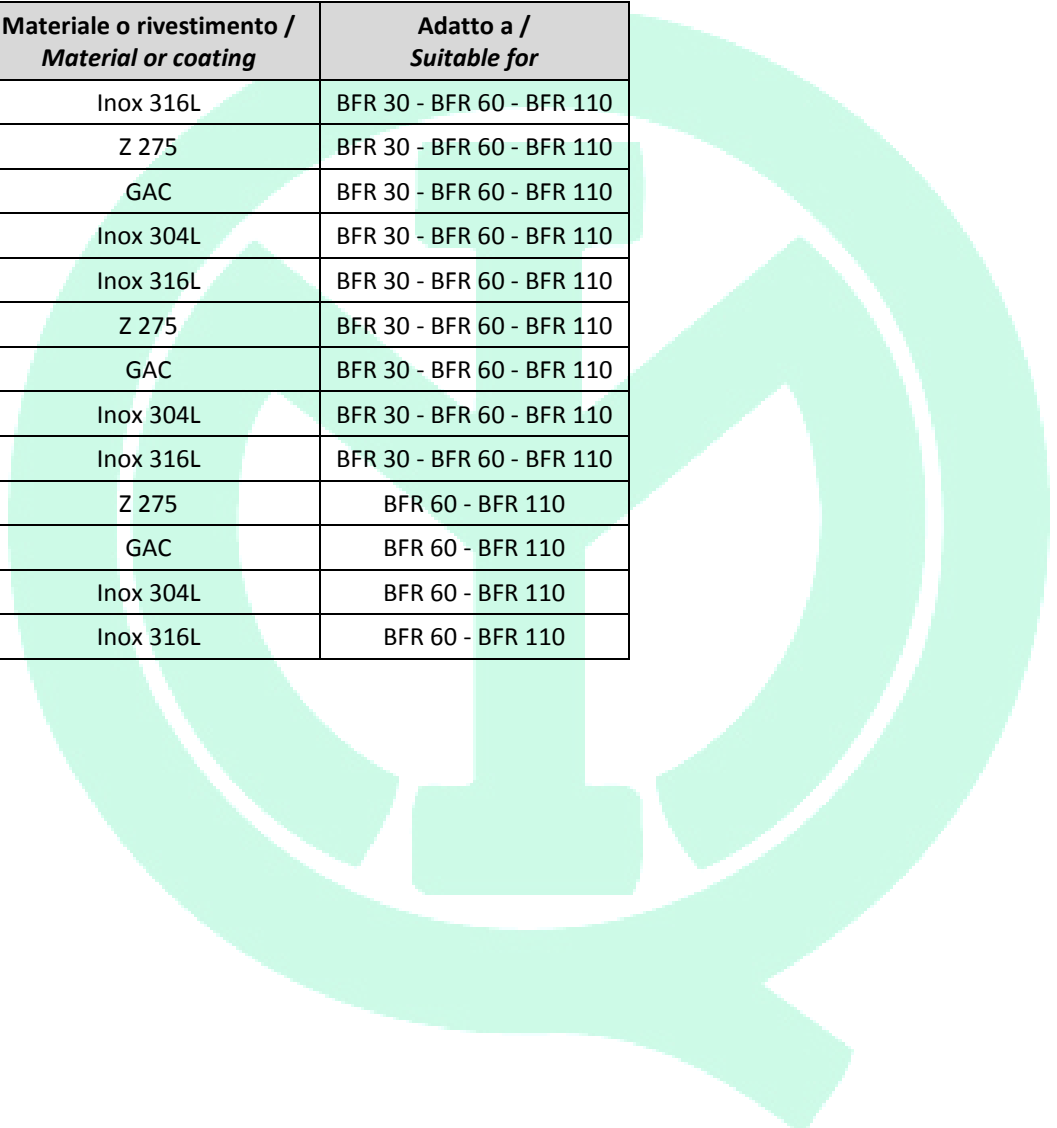 Materiale o rivestimento / Adatto a /
Material or coating Suitable for
Inox 316L BFR 30 - BFR 60 - BFR 110
Z 275 BFR 30 - BFR 60 - BFR 110
GAC BFR 30 - BFR 60 - BFR 110
Inox 304L BFR 30 - BFR 60 - BFR 110
Inox 316L BFR 30 - BFR 60 - BFR 110
Z 275 BFR 30 - BFR 60 - BFR 110
GAC BFR 30 - BFR 60 - BFR 110
Inox 304L BFR 30 - BFR 60 - BFR 110
Inox 316L BFR 30 - BFR 60 - BFR 110
Z 275 BFR 60 - BFR 110
GAC BFR 60 - BFR 110
Inox 304L BFR 60 - BFR 110
Inox 316L BFR 60 - BFR 110